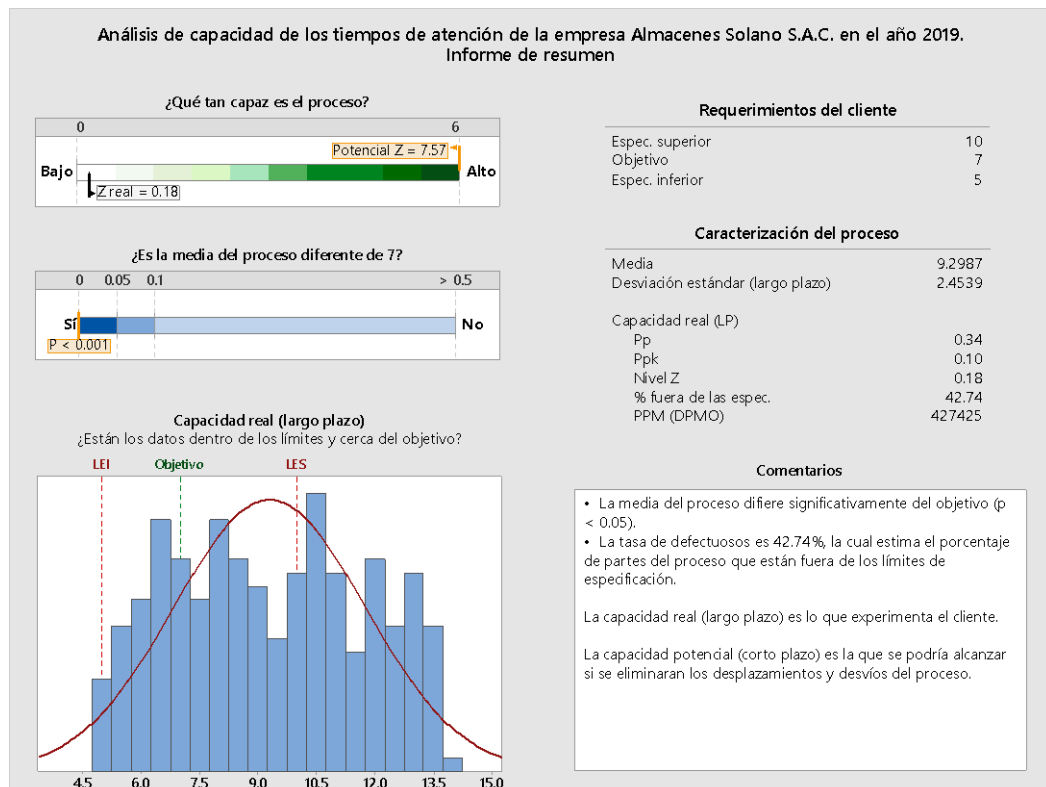 Análisis de capacidad de los tiempos de atención de la empresa Almacenes Solano S.A.C. en el año 2019.
Informe de resumen
¿Qué tan capaz es el proceso?
0 6
Potencial Z = 7.57
Bajo Alto
Z real = 0.18
¿Es la media del proceso diferente de 7?
0 0.05 0.1 > 0.5
Sí No
P < 0.001
Capacidad real (largo plazo)
¿Están los datos dentro de los límites y cerca del objetivo?
LEI Objetivo LES
4.5 6.0 7.5 9.0 10.5 12.0 13.5 15.0
Requerimientos del cliente
Espec. superior 10
Objetivo 7
Espec. inferior 5
Caracterización del proceso
Media 9.2987
Desviación estándar (largo plazo) 2.4539
Capacidad real (LP)
Pp 0.34
Ppk 0.10
Nivel Z 0.18
% fuera de las espec. 42.74
PPM (DPMO) 427425
Comentarios
• La media del proceso difiere significativamente del objetivo (p
< 0.05).
• La tasa de defectuosos es 42.74%, la cual estima el porcentaje
de partes del proceso que están fuera de los límites de
especificación.
La capacidad real (largo plazo) es lo que experimenta el cliente.
La capacidad potencial (corto plazo) es la que se podría alcanzar
si se eliminaran los desplazamientos y desvíos del proceso.